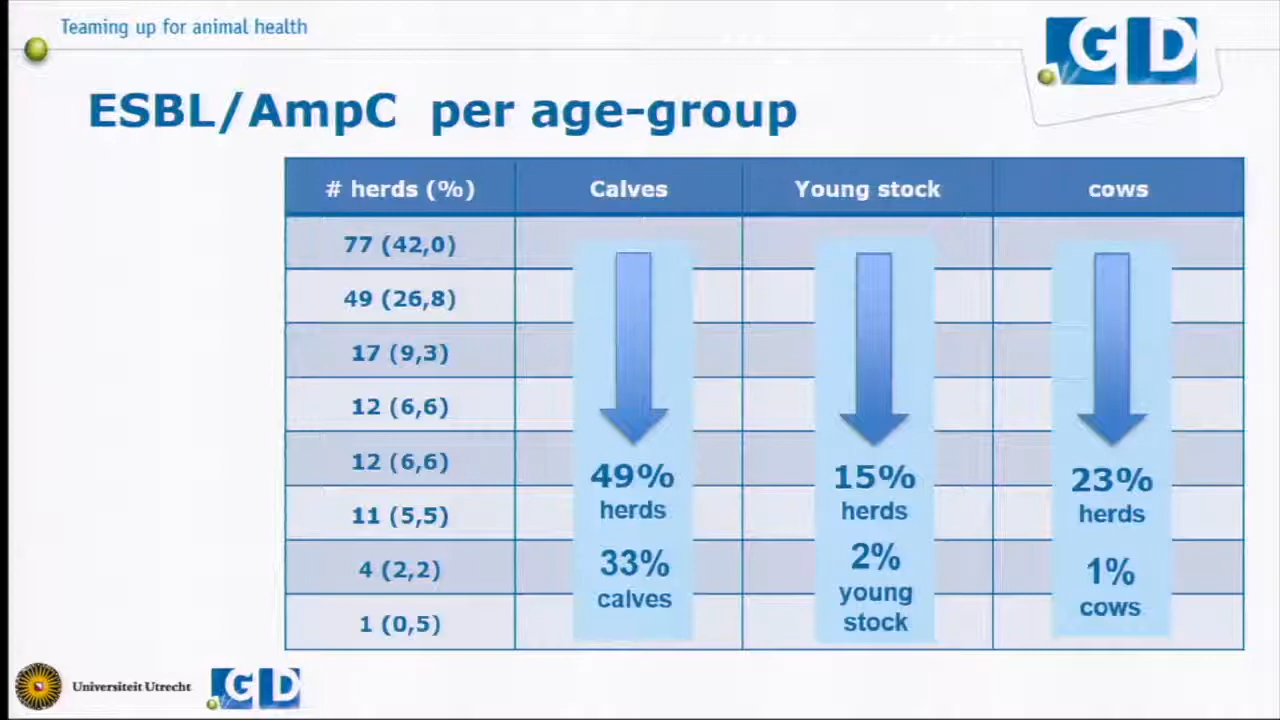 Teaming up for animal health
GD
ESBL/AmpC per age-group
# herds (%) Calves Young stock cows
77 (42,0)
49 (26,8)
17 (9,3)
12 (6,6)
12 (6,6)
11 (5,5)
4 (2,2)
1 (0,5)
49%
herds
33%
calves
15%
herds
2%
young
stock
23%
herds
1%
cows
Universiteit Utrecht
GD